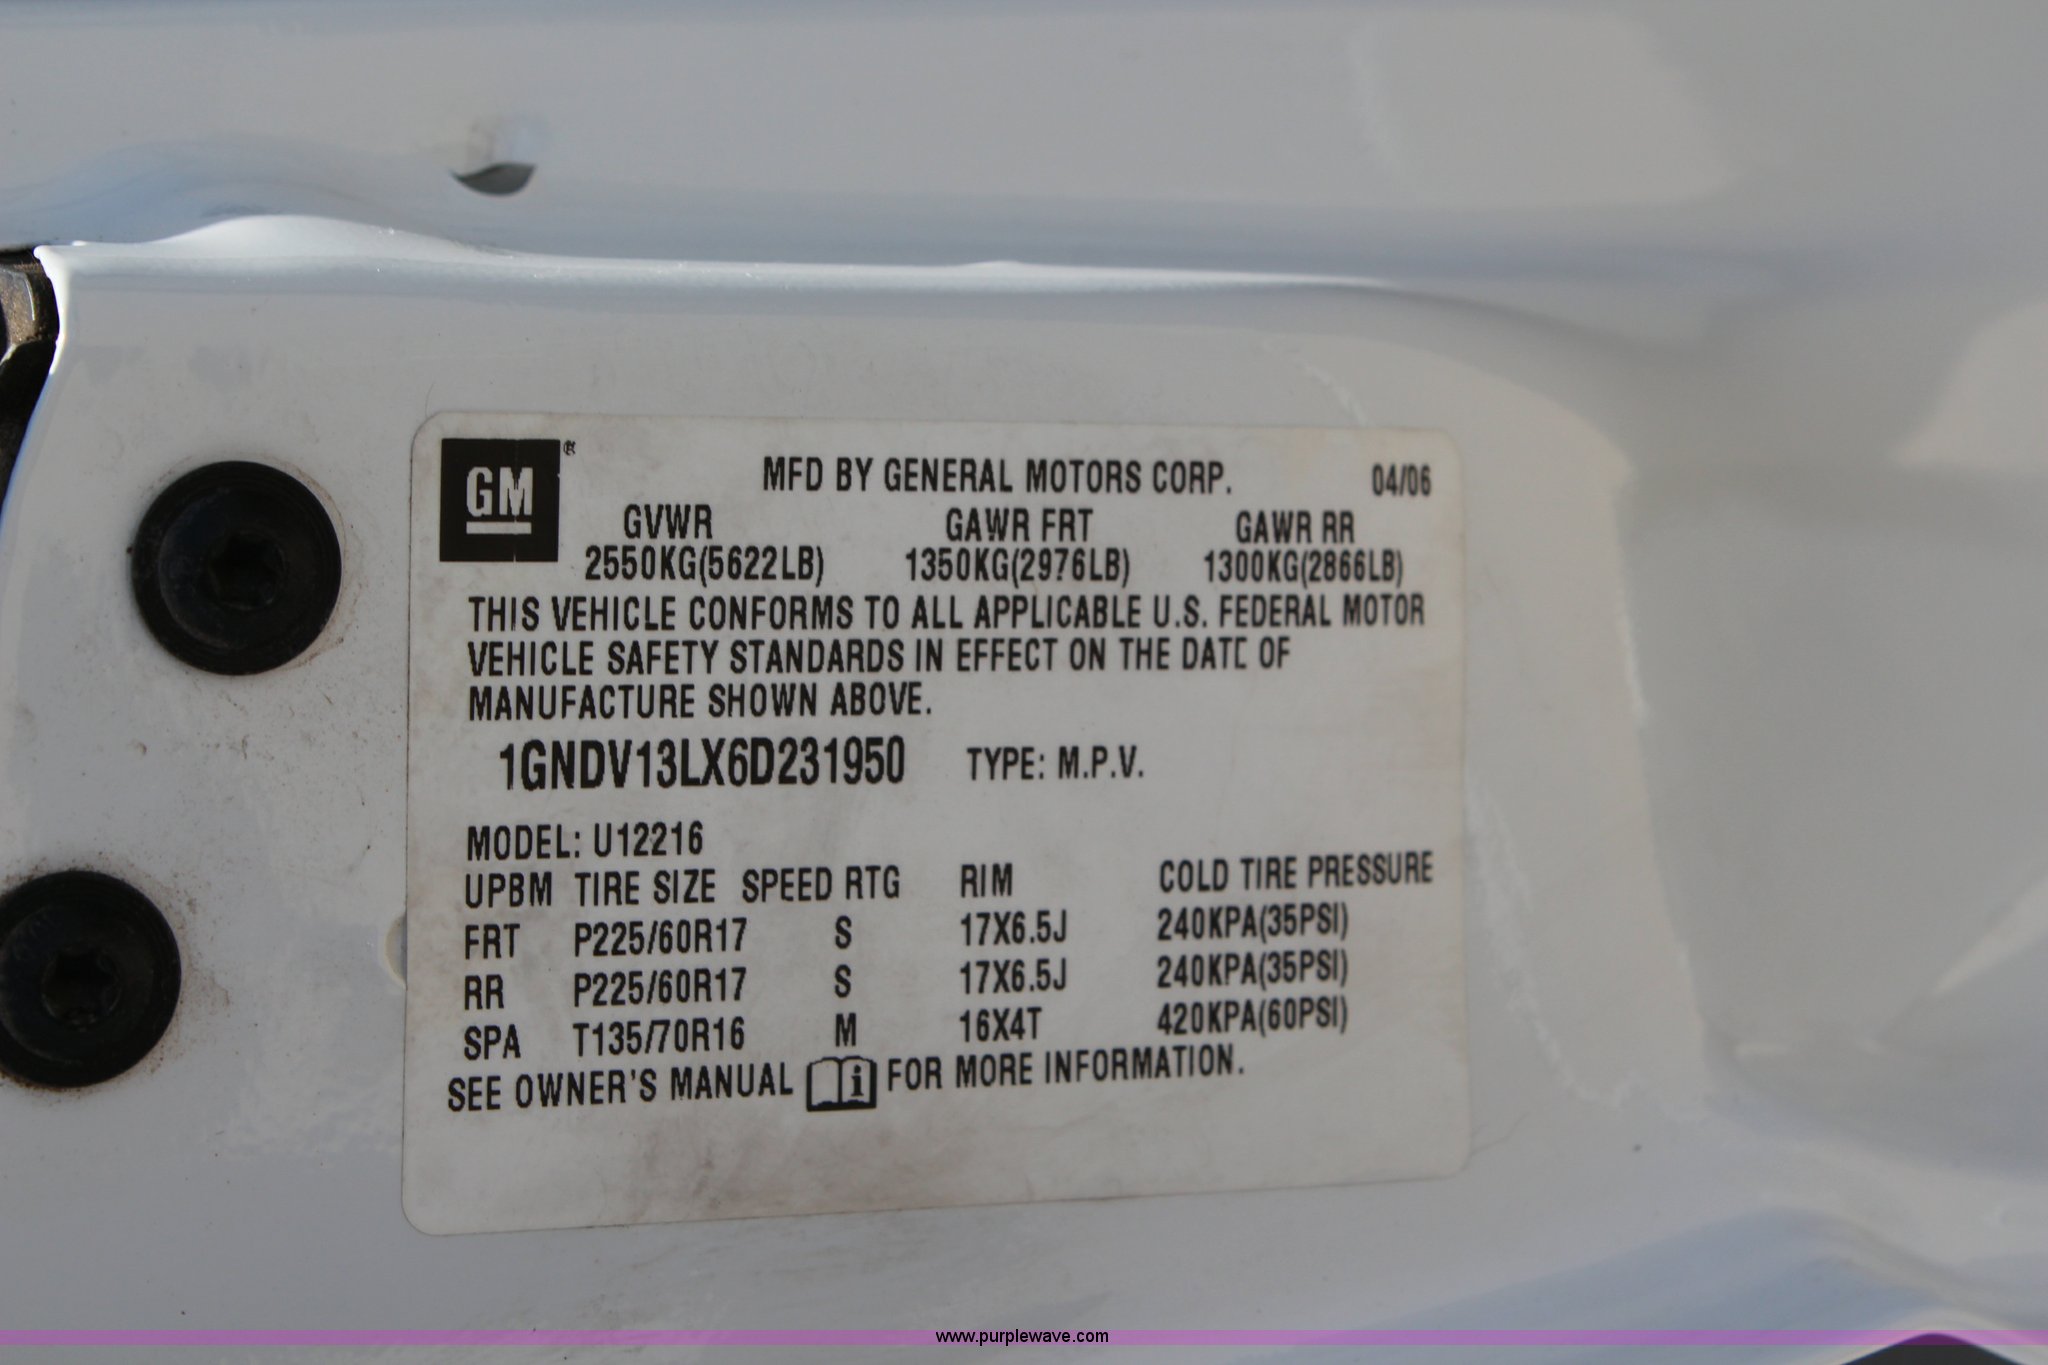 GM®
MFD BY GENERAL MOTORS CORP. 04/06
GVWR GAWR FRT GAWR RR
2550KG(5622LB) 1350KG(2976LB) 1300KG(2866LB)
THIS VEHICLE CONFORMS TO ALL APPLICABLE U.S. FEDERAL MOTOR
VEHICLE SAFETY STANDARDS IN EFFECT ON THE DATE OF
MANUFACTURE SHOWN ABOVE.
1GNDV13LX6D231950 TYPE: M.P.V.
MODEL: U12216
UPBM TIRE SIZE SPEED RTG RIM COLD TIRE PRESSURE
FRT P225/60R17 S 17X6.5J 240KPA(35PSI)
RR P225/60R17 S 17X6.5J 240KPA(35PSI)
SPA T135/70R16 M 16X4T 420KPA(60PSI)
SEE OWNER'S MANUAL i FOR MORE INFORMATION.
www.purplewave.com